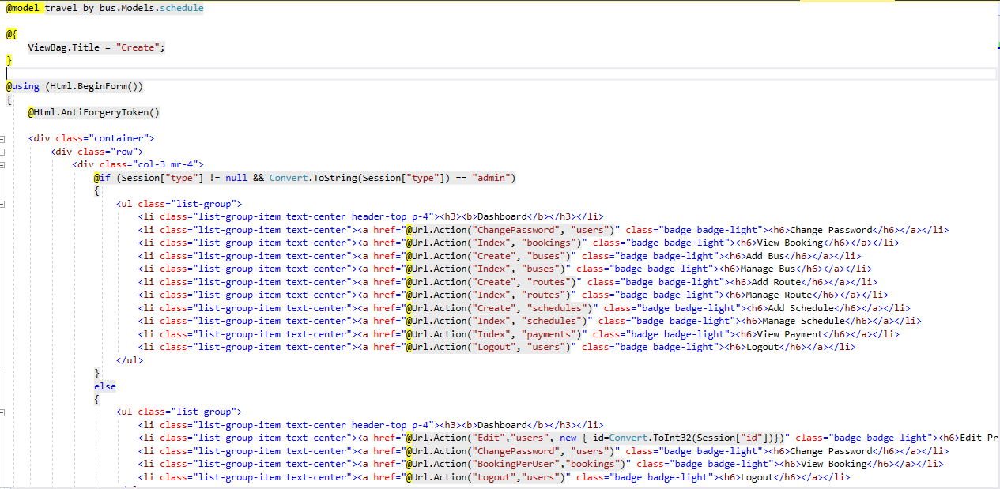 @model travel_by_bus.Models.schedule
@{
ViewBag.Title = "Create";
}
@using (Html.BeginForm())
{
@Html.AntiForgeryToken()
<div class="container">
<div class="row">
<div class="col-3 mr-4">
@if (Session["type"] != null && Convert.ToString(Session["type"]) == "admin")
{
<ul class="list-group">
<li class="list-group-item text-center header-top p-4"><h3><b>Dashboard</b></h3></li>
<li class="list-group-item text-center"><a href="@Url.Action("ChangePassword", "users")" class="badge badge-light"><h6>Change Password</h6></a></li>
<li class="list-group-item text-center"><a href="@Url.Action("Index", "bookings")" class="badge badge-light"><h6>View Booking</h6></a></li>
<li class="list-group-item text-center"><a href="@Url.Action("Create", "buses")" class="badge badge-light"><h6>Add Bus</h6></a></li>
<li class="list-group-item text-center"><a href="@Url.Action("Index", "buses")" class="badge badge-light"><h6>Manage Bus</h6></a></li>
<li class="list-group-item text-center"><a href="@Url.Action("Create", "routes")" class="badge badge-light"><h6>Add Route</h6></a></li>
<li class="list-group-item text-center"><a href="@Url.Action("Index", "routes")" class="badge badge-light"><h6>Manage Route</h6></a></li>
<li class="list-group-item text-center"><a href="@Url.Action("Create", "schedules")" class="badge badge-light"><h6>Add Schedule</h6></a></li>
<li class="list-group-item text-center"><a href="@Url.Action("Index", "schedules")" class="badge badge-light"><h6>Manage Schedule</h6></a></li>
<li class="list-group-item text-center"><a href="@Url.Action("Index", "payments")" class="badge badge-light"><h6>View Payment</h6></a></li>
<li class="list-group-item text-center"><a href="@Url.Action("Logout", "users")" class="badge badge-light"><h6>Logout</h6></a></li>
</ul>
}
else
{
<ul class="list-group">
<li class="list-group-item text-center header-top p-4"><h3><b>Dashboard</b></h3></li>
<li class="list-group-item text-center"><a href="@Url.Action("Edit","users", new { id=Convert.ToInt32(Session["id"])})" class="badge badge-light"><h6>Edit Pr
<li class="list-group-item text-center"><a href="@Url.Action("ChangePassword", "users")" class="badge badge-light"><h6>Change Password</h6></a></li>
<li class="list-group-item text-center"><a href="@Url.Action("BookingPerUser","bookings")" class="badge badge-light"><h6>View Booking</h6></a></li>
<li class="list-group-item text-center"><a href="@Url.Action("Logout","users")" class="badge badge-light"><h6>Logout</h6></a></li>